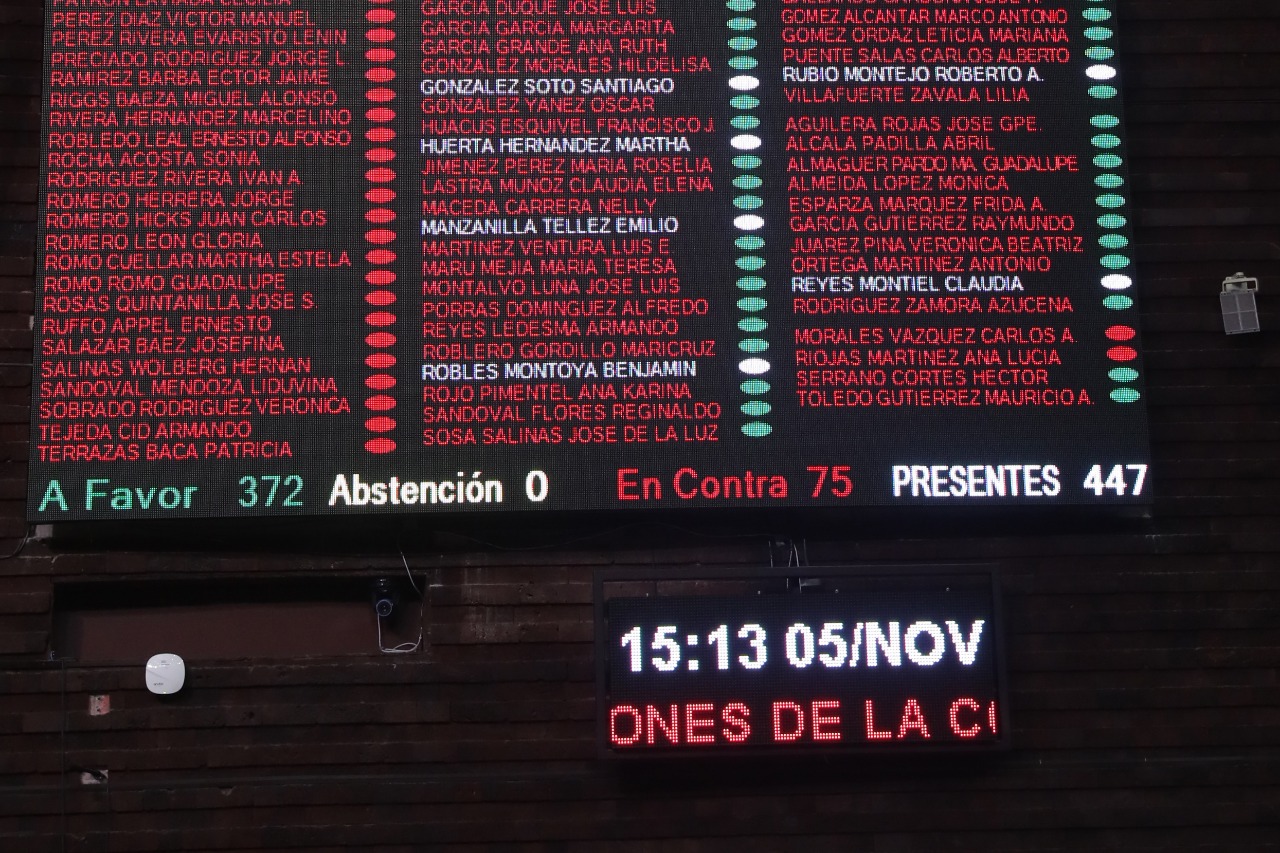 PATRON LAVIADA CECILIA
PEREZ DIAZ VICTOR MANUEL
PEREZ RIVERA EVARISTO LENIN
PRECIADO RODRIGUEZ JORGE L
RAMIREZ BARBA ECTOR JAIME
RIGGS BAEZA MIGUEL ALONSO
RIVERA HERNANDEZ MARCELINO
ROBLEDO LEAL ERNESTO ALFONSO
ROCHA ACOSTA SONIA
RODRIGUEZ RIVERA IVAN A
ROMERO HERRERA JORGE
ROMERO HICKS JUAN CARLOS
ROMERO LEON GLORIA
ROMO CUELLAR MARTHA ESTELA
ROMO ROMO GUADALUPE
ROSAS QUINTANILLA JOSE S
RUFFO APPEL ERNESTO
SALAZAR BAEZ JOSEFINA
SALINAS WOLBERG HERNAN
SANDOVAL MENDOZA LIDUVINA
SOBRADO RODRIGUEZ VERONICA
TEJEDA CID ARMANDO
TERRAZAS BACA PATRICIA
GARCIA DUQUE JOSE LUIS
GARCIA GARCIA MARGARITA
GARCIA GRANDE ANA RUTH
GONZALEZ MORALES HILDELISA
GONZALEZ SOTO SANTIAGO
GONZALEZ YANEZ OSCAR
HUACUS ESQUIVEL FRANCISCO J.
HUERTA HERNANDEZ MARTHA
JIMENEZ PEREZ MARIA ROSELIA
LASTRA MUÑOZ CLAUDIA ELENA
MACEDA CARRERA NELLY
MANZANILLA TELLEZ EMILIO
MARTINEZ VENTURA LUIS E.
MARU MEJIA MARIA TERESA
MONTALVO LUNA JOSE LUIS
PORRAS DOMINGUEZ ALFREDO
REYES LEDESMA ARMANDO
ROBLERO GORDILLO MARICRUZ
ROBLES MONTOYA BENJAMIN
ROJO PIMENTEL ANA KARINA
SANDOVAL FLORES REGINALDO
SOSA SALINAS JOSE DE LA LUZ
GOMEZ ALCANTAR MARCO ANTONIO
GOMEZ ORDAZ LETICIA MARIANA
PUENTE SALAS CARLOS ALBERTO
RUBIO MONTEJO ROBERTO A.
VILLAFUERTE ZAVALA LILIA
AGUILERA ROJAS JOSE GPE.
ALCALA PADILLA ABRIL
ALMAGUER PARDO MA. GUADALUPE
ALMEIDA LOPEZ MONICA
ESPARZA MARQUEZ FRIDA A.
GARCIA GUTIERREZ RAYMUNDO
JUAREZ PIÑA VERONICA BEATRIZ
ORTEGA MARTINEZ ANTONIO
REYES MONTIEL CLAUDIA
RODRIGUEZ ZAMORA AZUCENA
MORALES VAZQUEZ CARLOS A.
RIOJAS MARTINEZ ANA LUCIA
SERRANO CORTES HECTOR
TOLEDO GUTIERREZ MAURICIO A.
A Favor 372 Abstención 0 En Contra 75 PRESENTES 447
15:13 05/NOV
ONES DE LA C